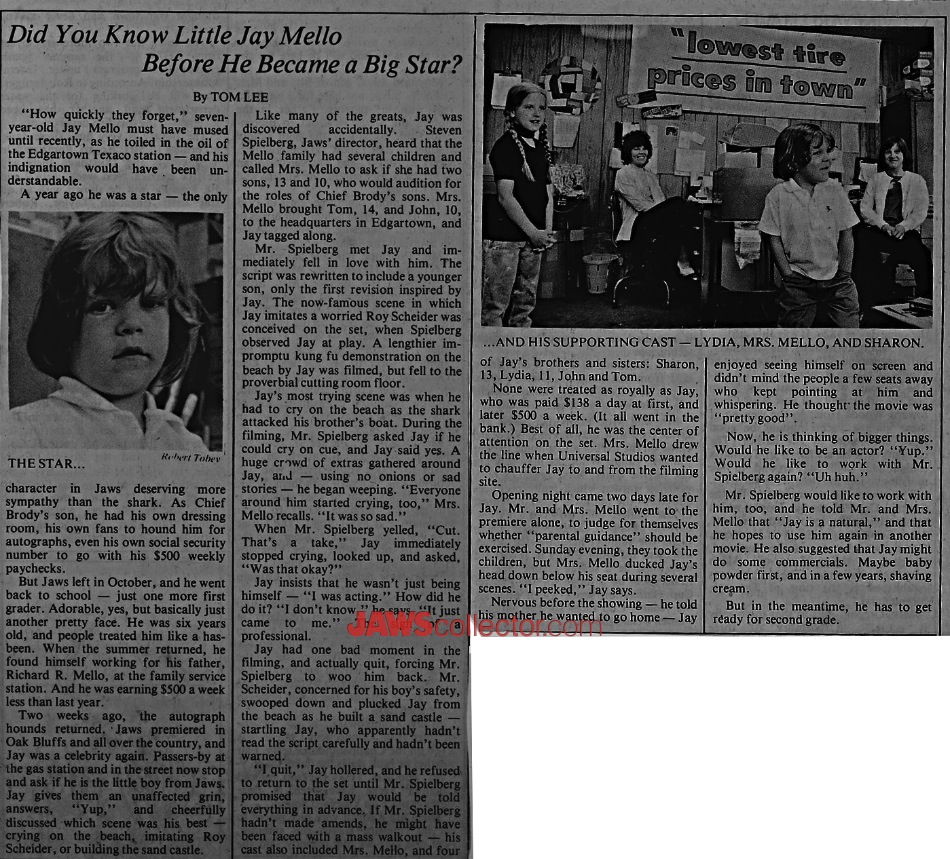 Did You Know Little Jay Mello
Before He Became a Big Star?
By TOM LEE
"How quickly they forget," seven-
year-old Jay Mello must have mused
until recently, as he toiled in the oil of
the Edgartown Texaco station — and his
indignation would have been un-
derstandable.
A year ago he was a star — the only
Robert Tobey
THE STAR...
character in Jaws deserving more
sympathy than the shark. As Chief
Brody's son, he had his own dressing
room, his own fans to hound him for
autographs, even his own social security
number to go with his $500 weekly
paychecks.
But Jaws left in October, and he went
back to school — just one more first
grader. Adorable, yes, but basically just
another pretty face. He was six years
old, and people treated him like a has-
been. When the summer returned, he
found himself working for his father,
Richard R. Mello, at the family service
station. And he was earning $500 a week
less than last year.
Two weeks ago, the autograph
hounds returned. Jaws premiered in
Oak Bluffs and all over the country, and
Jay was a celebrity again. Passers-by at
the gas station and in the street now stop
and ask if he is the little boy from Jaws.
Jay gives them an unaffected grin,
answers, "Yup," and cheerfully
discussed which scene was his best —
crying on the beach, imitating Roy
Scheider, or building the sand castle.
Like many of the greats, Jay was
discovered accidentally. Steven
Spielberg, Jaws' director, heard that the
Mello family had several children and
called Mrs. Mello to ask if she had two
sons, 13 and 10, who would audition for
the roles of Chief Brody's sons. Mrs.
Mello brought Tom, 14, and John, 10,
to the headquarters in Edgartown, and
Jay tagged along.
Mr. Spielberg met Jay and im-
mediately fell in love with him. The
script was rewritten to include a younger
son, only the first revision inspired by
Jay. The now-famous scene in which
Jay imitates a worried Roy Scheider was
conceived on the set, when Spielberg
observed Jay at play. A lengthier im-
promptu kung fu demonstration on the
beach by Jay was filmed, but fell to the
proverbial cutting room floor.
Jay's most trying scene was when he
had to cry on the beach as the shark
attacked his brother's boat. During the
filming, Mr. Spielberg asked Jay if he
could cry on cue, and Jay said yes. A
huge crowd of extras gathered around
Jay, and — using no onions or sad
stories — he began weeping. "Everyone
around him started crying, too," Mrs.
Mello recalls. "It was so sad."
When Mr. Spielberg yelled, "Cut.
That's a take," Jay immediately
stopped crying, looked up, and asked,
"Was that okay?"
Jay insists that he wasn't just being
himself — "I was acting." How did he
do it? "I don't know," he says. "It just
came to me." a
professional.
Jay had one bad moment in the
filming, and actually quit, forcing Mr.
Spielberg to woo him back. Mr.
Scheider, concerned for his boy's safety,
swooped down and plucked Jay from
the beach as he built a sand castle —
startling Jay, who apparently hadn't
read the script carefully and hadn't been
warned.
"I quit," Jay hollered, and he refused
to return to the set until Mr. Spielberg
promised that Jay would be told
everything in advance. If Mr. Spielberg
hadn't made amends, he might have
been faced with a mass walkout — his
cast also included Mrs. Mello, and four
"lowest tire
prices in town"
...AND HIS SUPPORTING CAST — LYDIA, MRS. MELLO, AND SHARON.
of Jay's brothers and sisters: Sharon,
13, Lydia, 11, John and Tom.
None were treated as royally as Jay,
who was paid $138 a day at first, and
later $500 a week. (It all went in the
bank.) Best of all, he was the center of
attention on the set. Mrs. Mello drew
the line when Universal Studios wanted
to chauffer Jay to and from the filming
site.
Opening night came two days late for
Jay. Mr. and Mrs. Mello went to the
premiere alone, to judge for themselves
whether "parental guidance" should be
exercised. Sunday evening, they took the
children, but Mrs. Mello ducked Jay's
head down below his seat during several
scenes. "I peeked," Jay says.
Nervous before the showing — he told
his mother he wanted to go home — Jay
enjoyed seeing himself on screen and
didn't mind the people a few seats away
who kept pointing at him and
whispering. He thought the movie was
"pretty good".
Now, he is thinking of bigger things.
Would he like to be an actor? "Yup."
Would he like to work with Mr.
Spielberg again? "Uh huh."
Mr. Spielberg would like to work with
him, too, and he told Mr. and Mrs.
Mello that "Jay is a natural," and that
he hopes to use him again in another
movie. He also suggested that Jay might
do some commercials. Maybe baby
powder first, and in a few years, shaving
cream.
But in the meantime, he has to get
ready for second grade.
JAWScollector.com